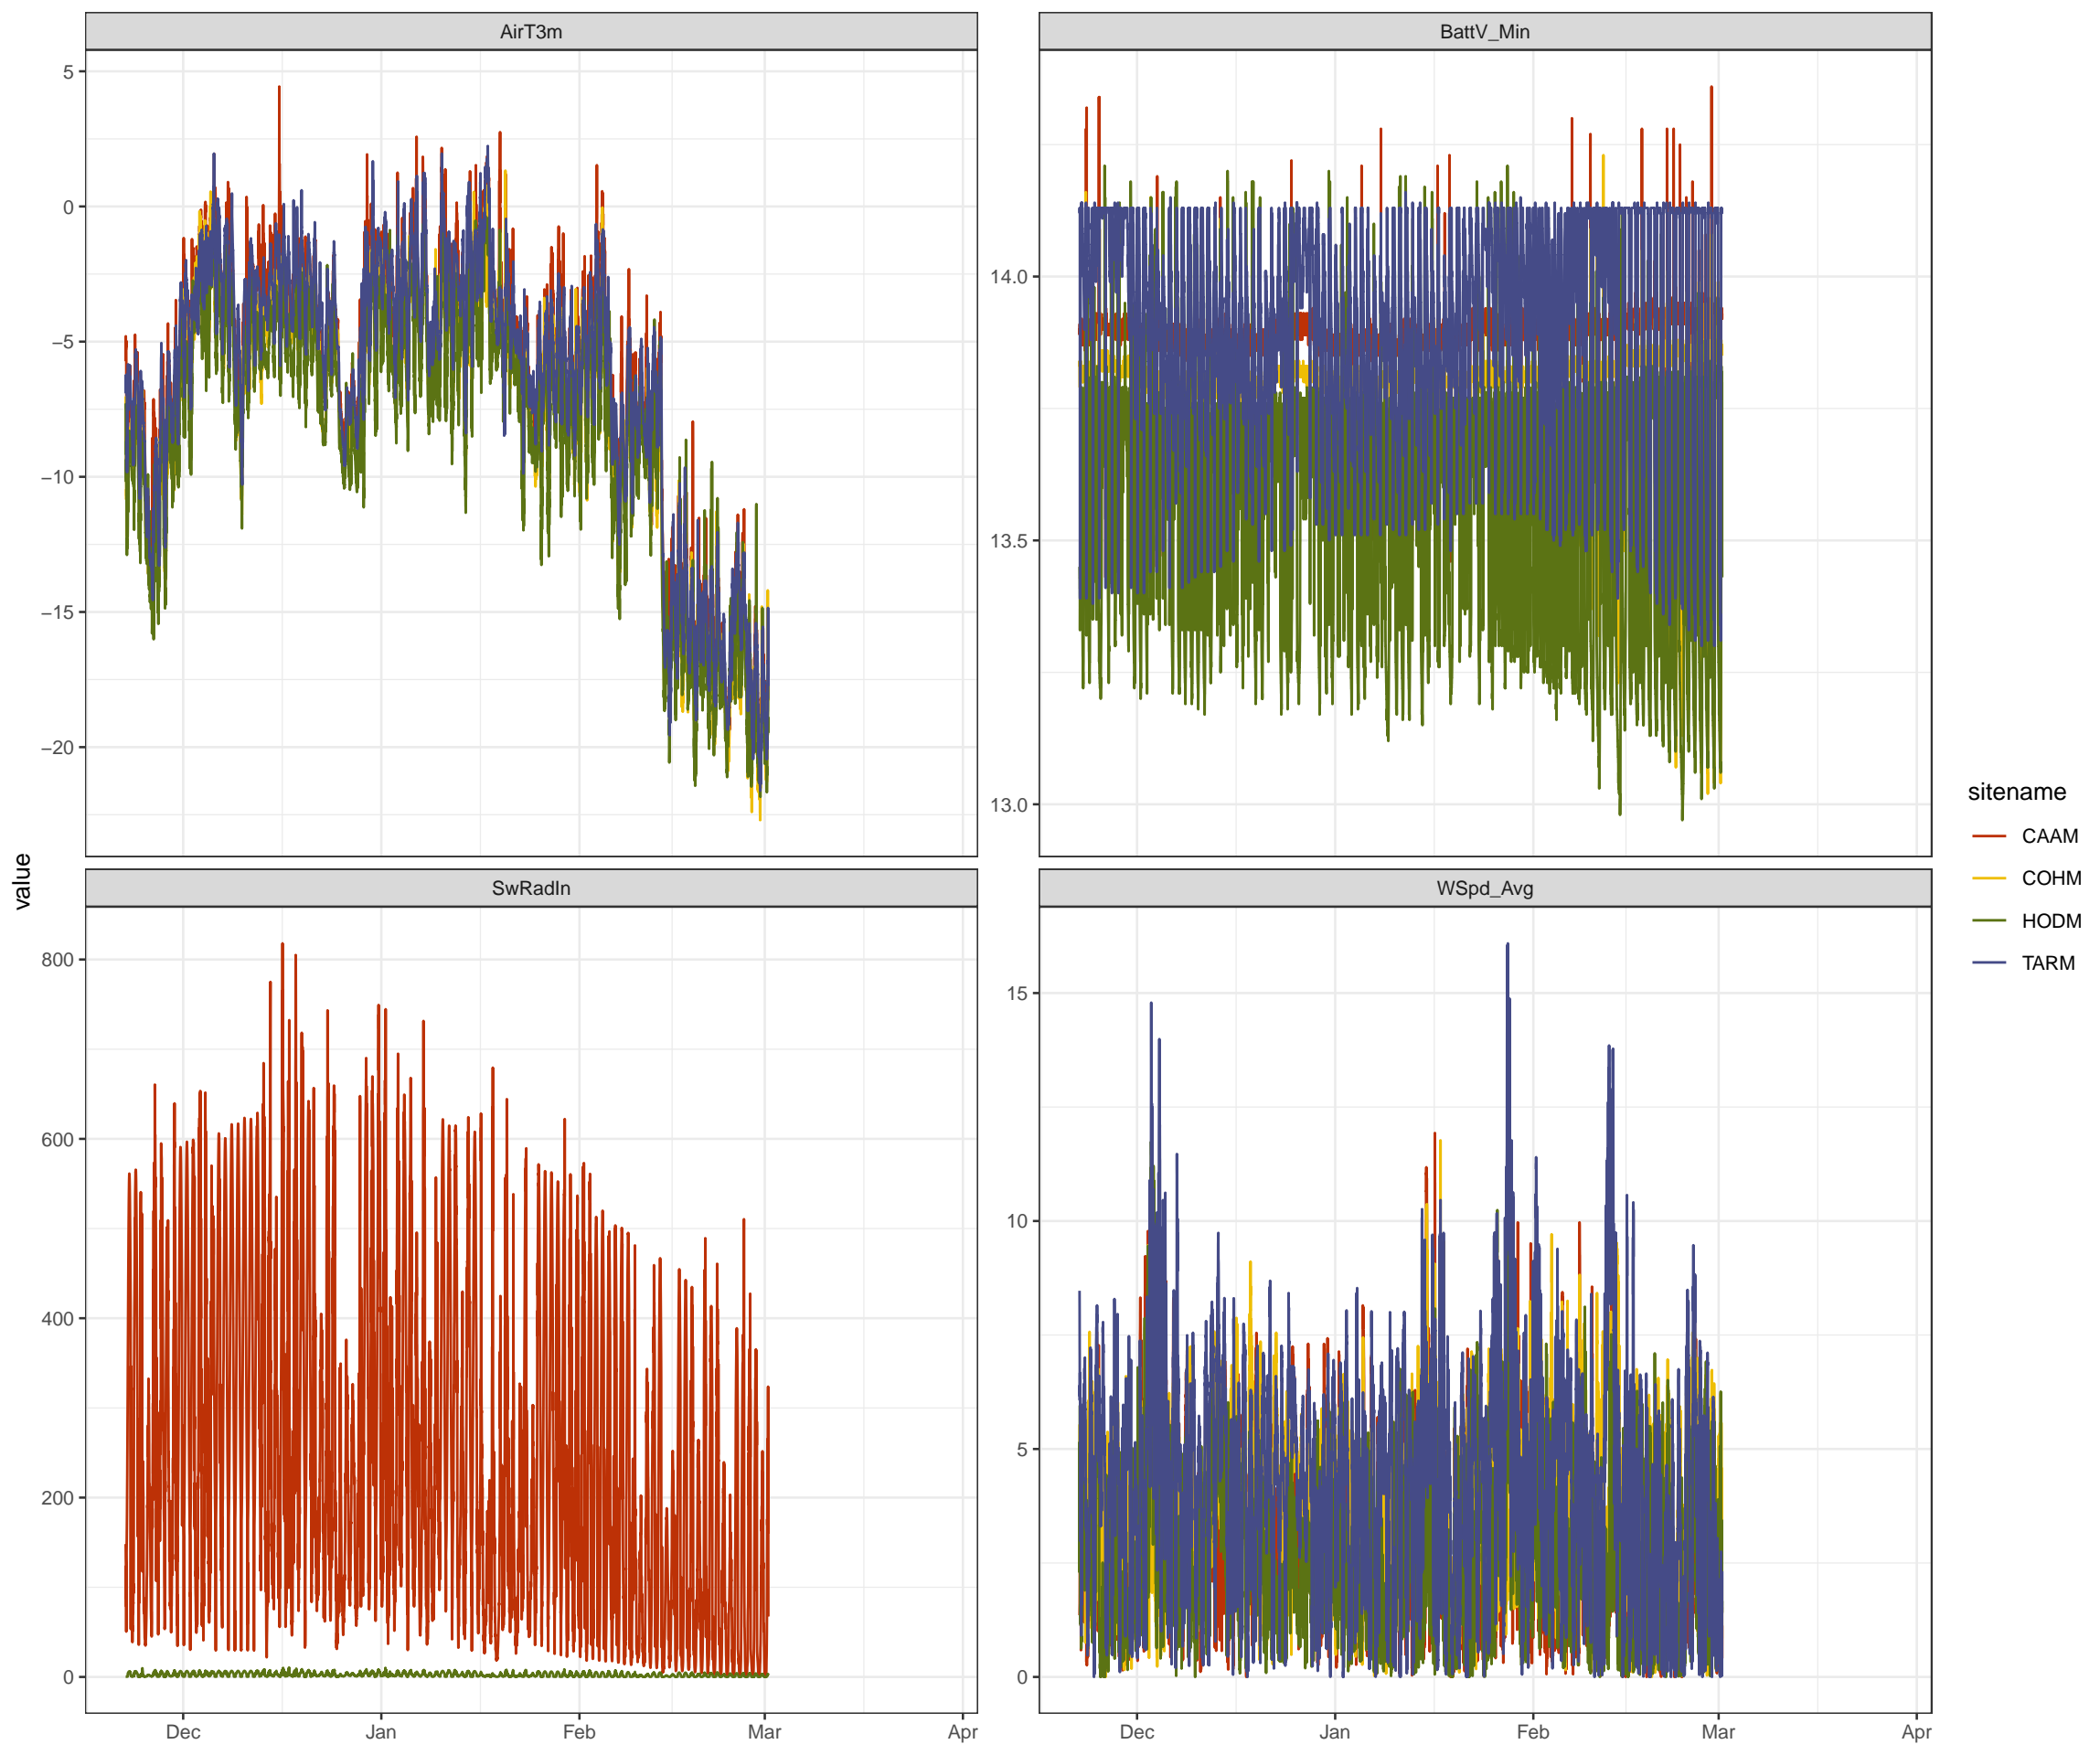 AirT3m
BattV_Min
5
0
−5
−10
−15
−20
14.0
13.5
13.0
value
SwRadIn
WSpd_Avg
800
600
400
200
0
15
10
5
0
Dec Jan Feb Mar Apr
Dec Jan Feb Mar Apr
sitename
CAAM
COHM
HODM
TARM